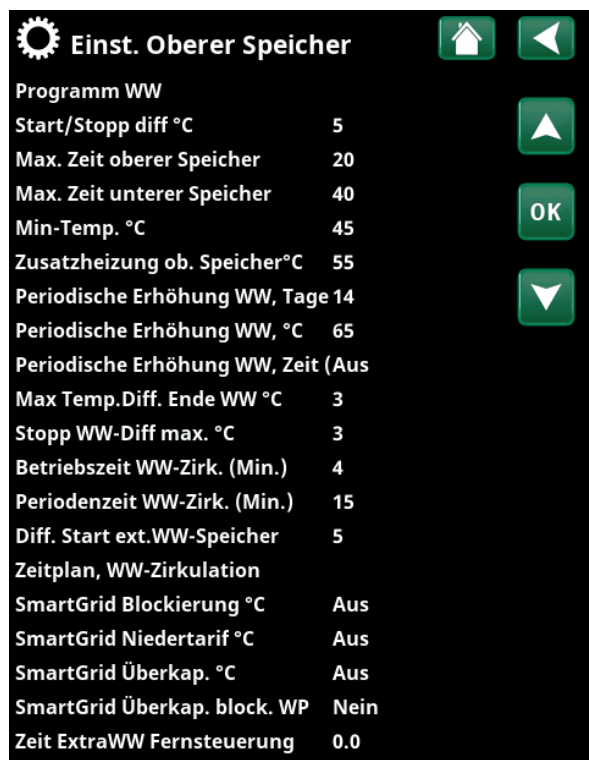 Einst. Oberer Speicher
Programm WW
Start/Stopp diff °C 5
Max. Zeit oberer Speicher 20
Max. Zeit unterer Speicher 40
Min-Temp. °C 45
OK
Zusatzheizung ob. Speicher°C 55
Periodische Erhöhung WW, Tage 14
Periodische Erhöhung WW, °C 65
Periodische Erhöhung WW, Zeit ( Aus
Max Temp.Diff. Ende WW °C 3
Stopp WW-Diff max. °C 3
Betriebszeit WW-Zirk. (Min.) 4
Periodenzeit WW-Zirk. (Min.) 15
Diff. Start ext.WW-Speicher 5
Zeitplan, WW-Zirkulation
SmartGrid Blockierung °C Aus
SmartGrid Niedertarif °C Aus
SmartGrid Überkap. °C Aus
SmartGrid Überkap. block. WP Nein
Zeit ExtraWW Fernsteuerung 0.0